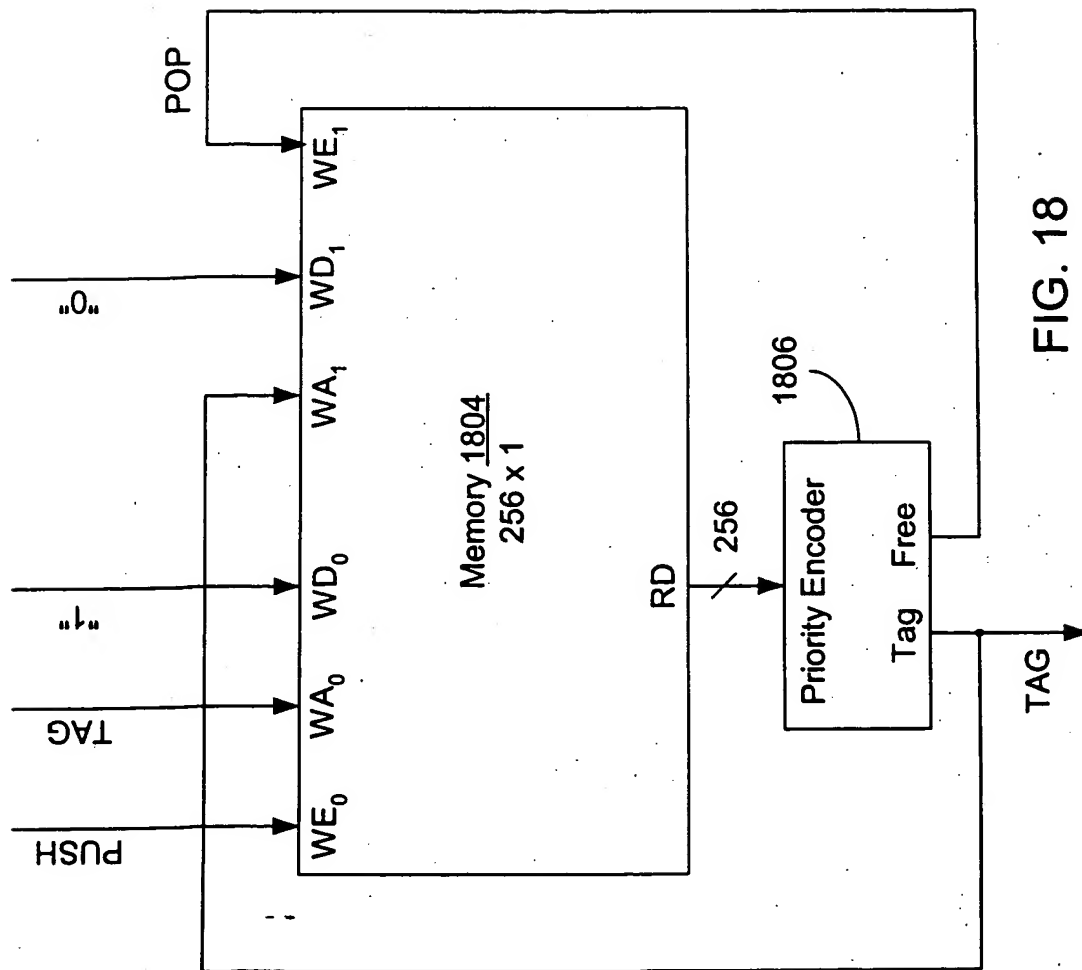 POP
"0"
"1"
TAG
PUSH
WE0 WA0 WD0 WA1 WD1 WE1
Memory 1804
256 x 1
RD
256
1806
Priority Encoder
Tag Free
TAG
FIG. 18